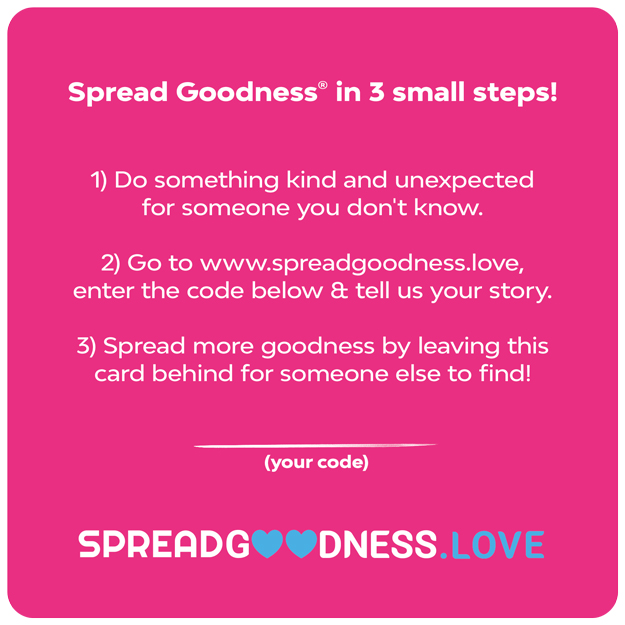 Spread Goodness® in 3 small steps!
1) Do something kind and unexpected
for someone you don't know.
2) Go to www.spreadgoodness.love,
enter the code below & tell us your story.
3) Spread more goodness by leaving this
card behind for someone else to find!
(your code)
SPREADG💙💙DNESS.LOVE